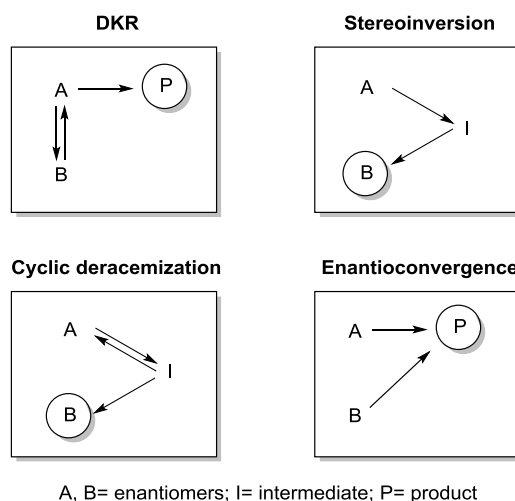 DKR
Stereoinversion
A
P
B
A
I
B
Cyclic deracemization
Enantioconvergence
A
I
B
A
P
B
A, B= enantiomers; I= intermediate; P= product